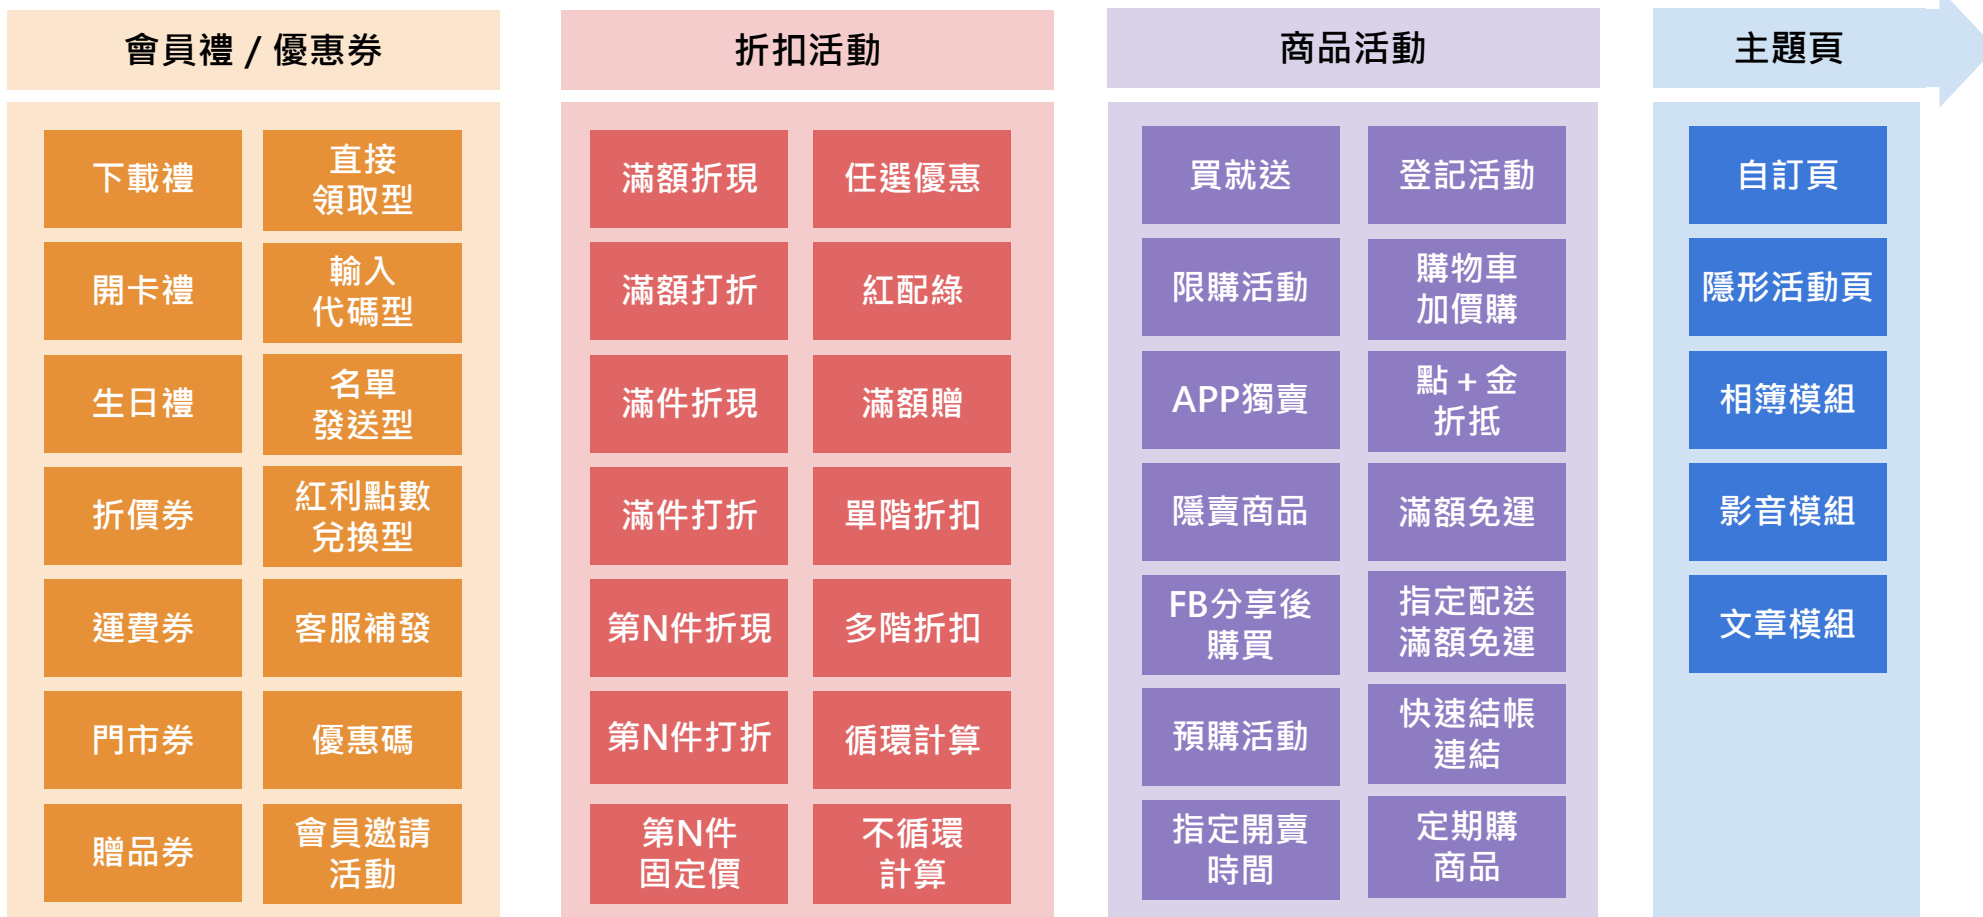 會員禮 / 優惠券
下載禮
直接
領取型
開卡禮
輸入
代碼型
生日禮
名單
發送型
折價券
紅利點數
兌換型
運費券
客服補發
門市券
優惠碼
贈品券
會員邀請
活動
折扣活動
滿額折現
任選優惠
滿額打折
紅配綠
滿件折現
滿額贈
滿件打折
單階折扣
第N件折現
多階折扣
第N件打折
循環計算
第N件
固定價
不循環
計算
商品活動
買就送
登記活動
限購活動
購物車
加價購
APP獨賣
點+金
折抵
隱賣商品
滿額免運
FB分享後
購買
指定配送
滿額免運
預購活動
快速結帳
連結
指定開賣
時間
定期購
商品
主題頁
自訂頁
隱形活動頁
相簿模組
影音模組
文章模組